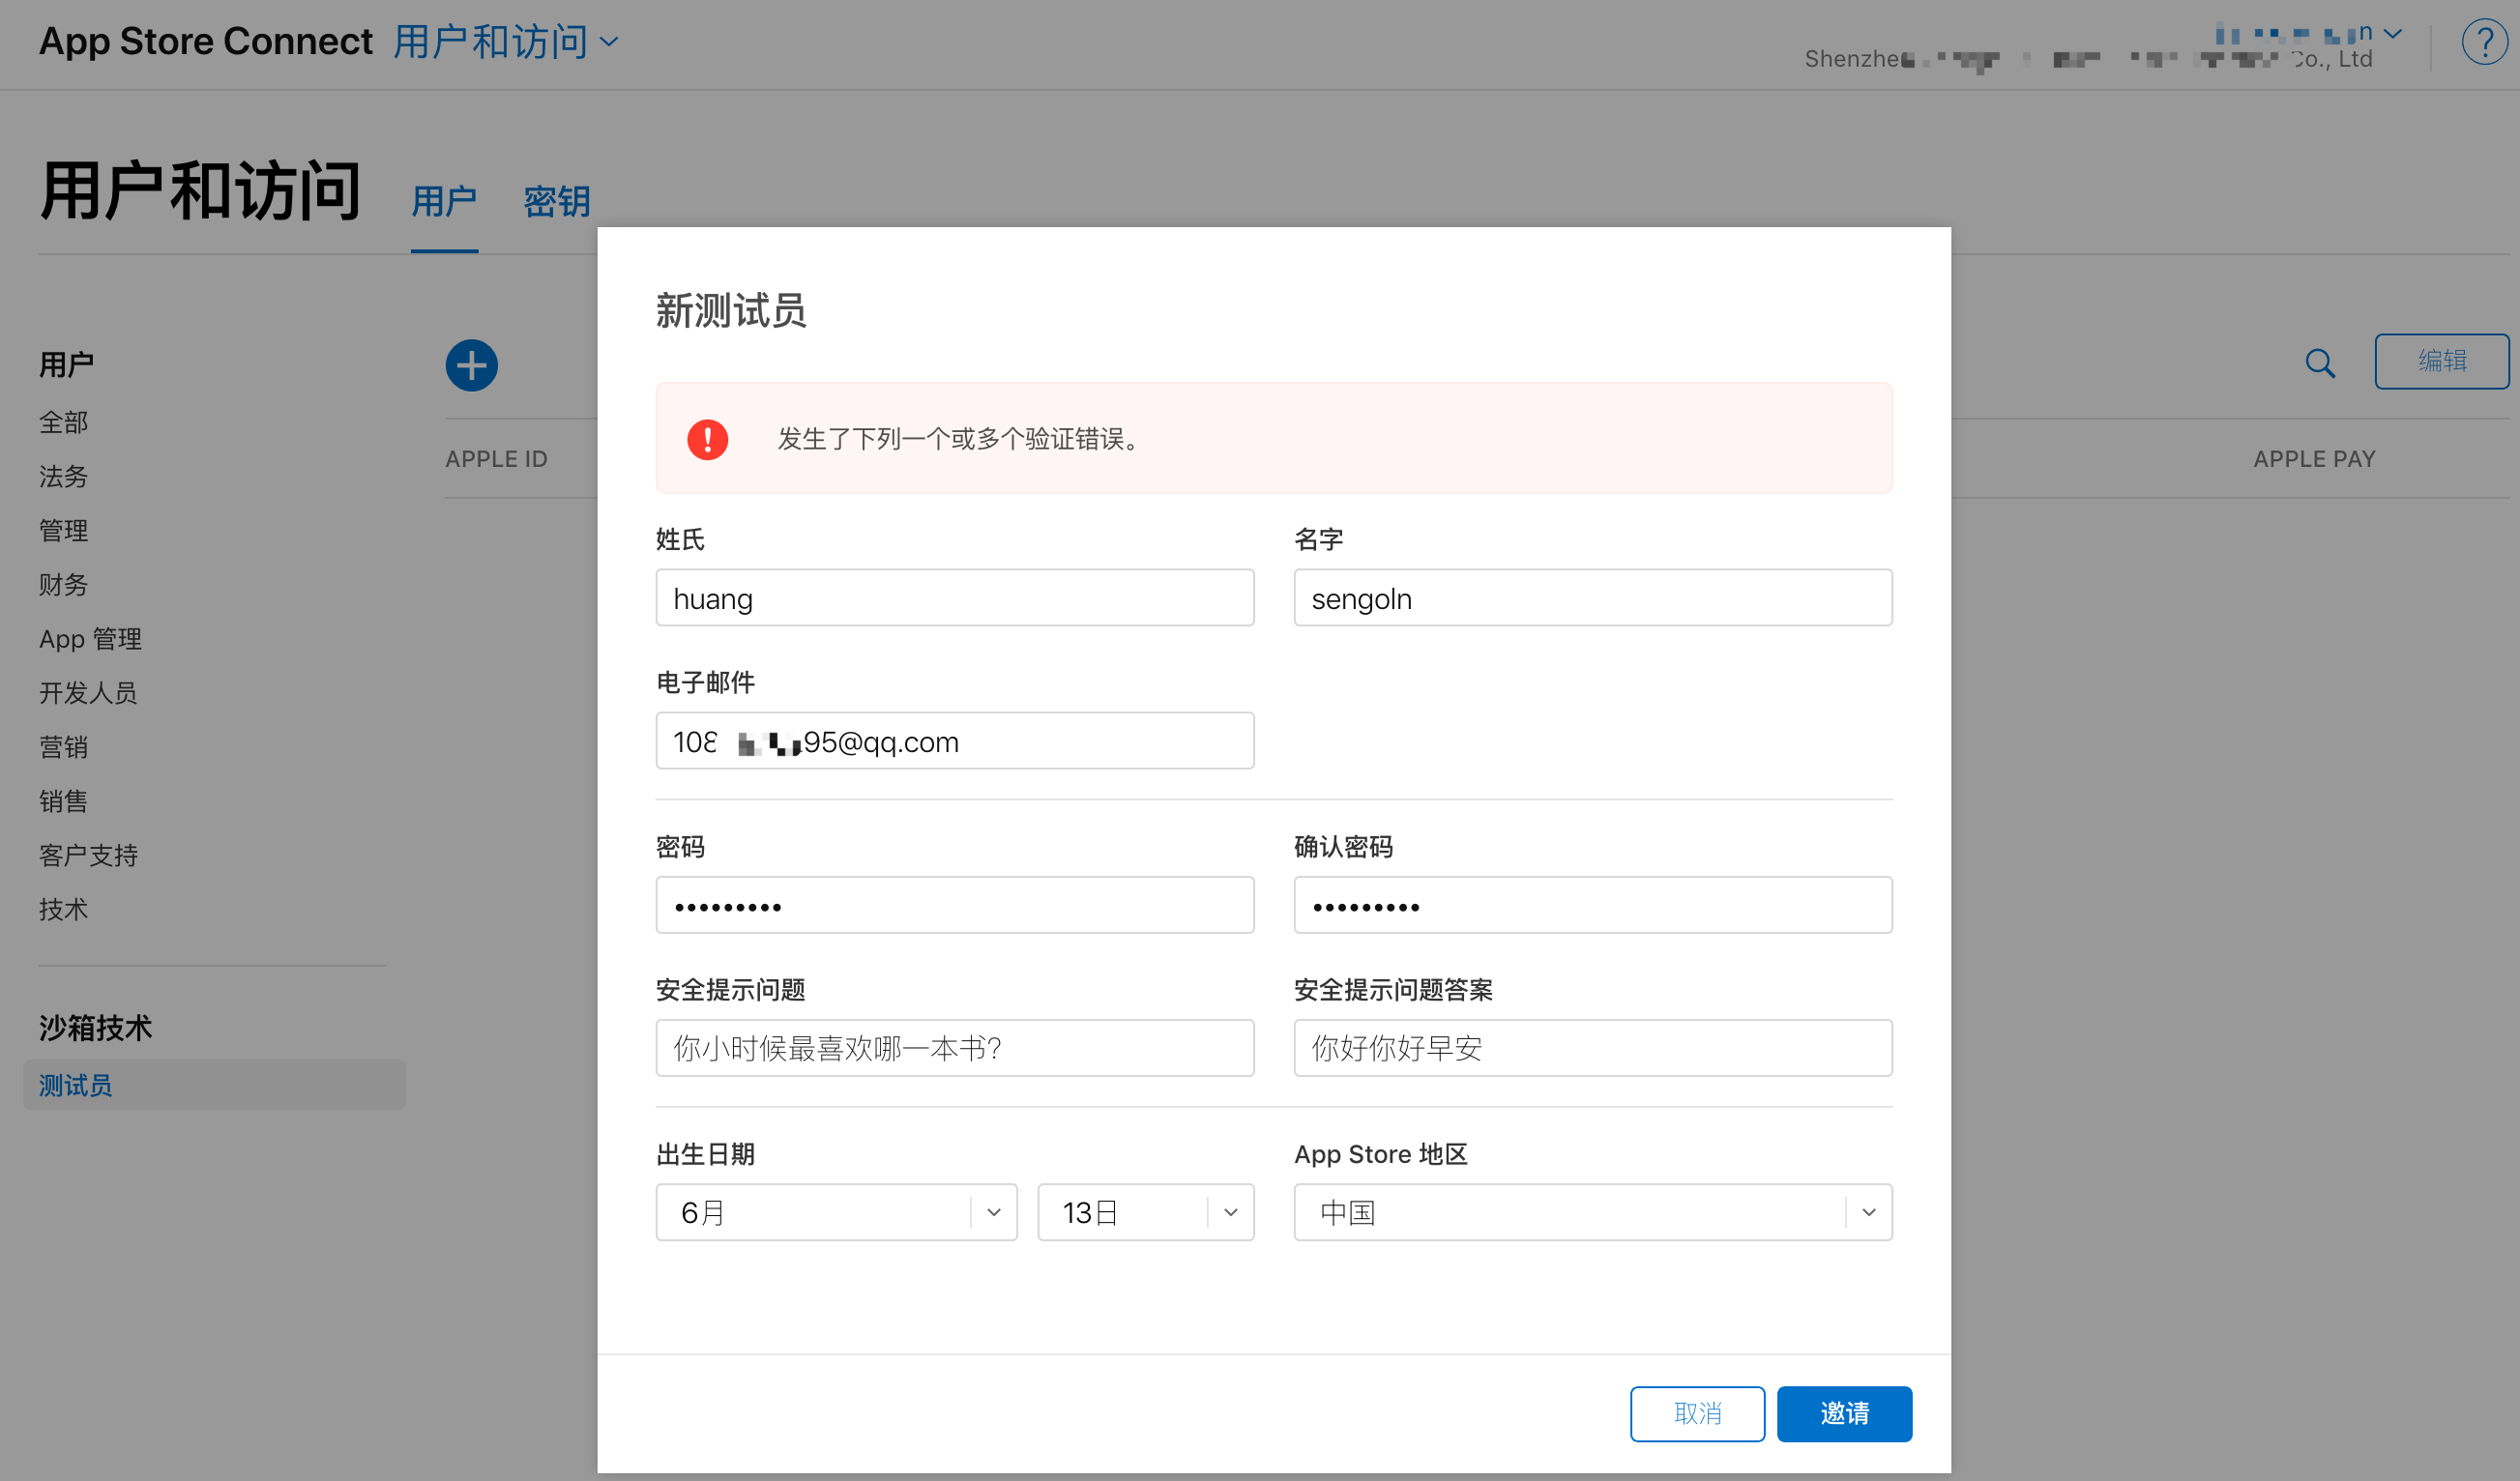 App Store Connect 用户和访问
Co., Ltd
用户和访问 用户 密钥
用户
全部
法务
管理
财务
App 管理
开发人员
营销
销售
客户支持
技术
沙箱技术
测试员
编辑
APPLE ID
APPLE PAY
新测试员
发生了下列一个或多个验证错误。
姓氏 名字
huang sengoln
电子邮件
108 95@qq.com
密码 确认密码
安全提示问题 安全提示问题答案
你小时候最喜欢哪一本书? 你好你好早安
出生日期 App Store 地区
6月 13日 中国
取消 邀请